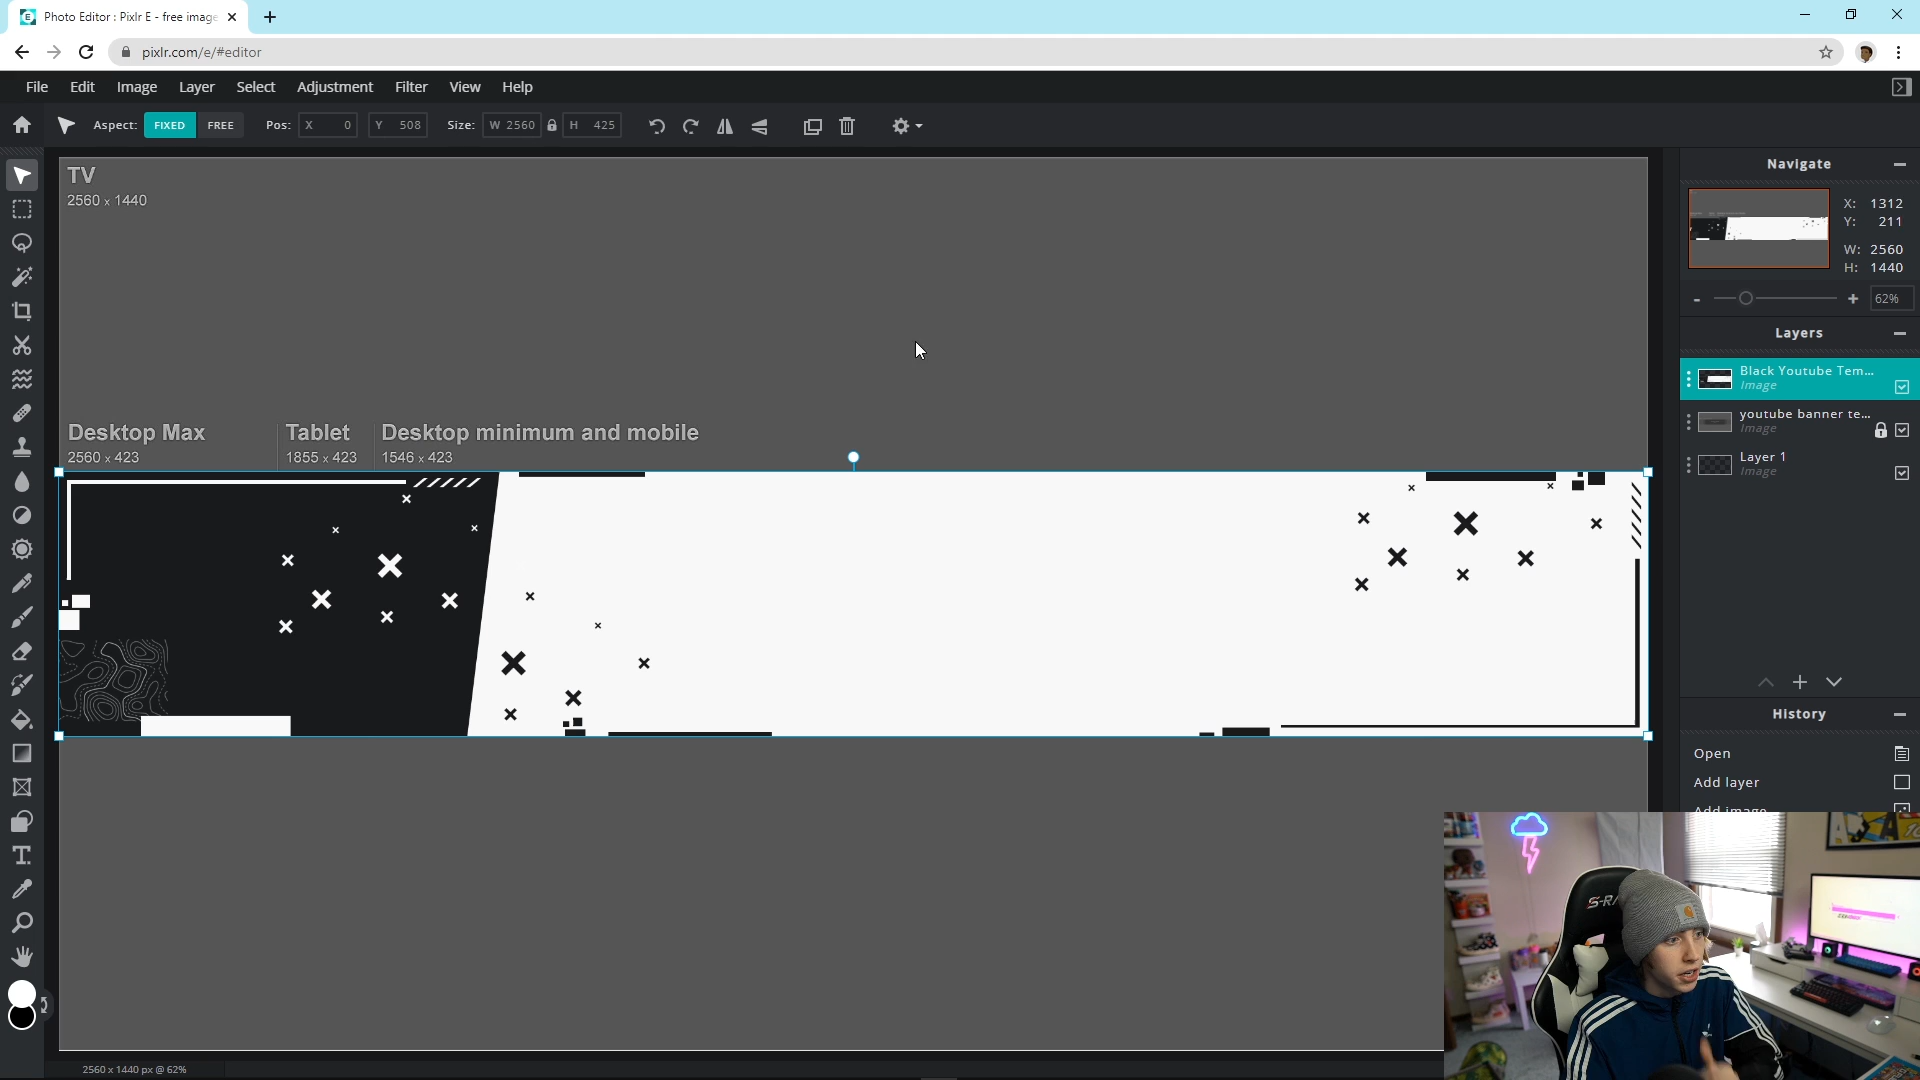 Photo Editor : Pixlr E - free image
pixlr.com/e/#editor
File Edit Image Layer Select Adjustment Filter View Help
Aspect: FIXED FREE Pos: X 0 Y 508 Size: W 2560 H 425
TV
2560 x 1440
Desktop Max
2560 x 423
Tablet
1855 x 423
Desktop minimum and mobile
1546 x 423
Navigate
X: 1312
Y: 211
W: 2560
H: 1440
- + 62%
Layers
Black Youtube Tem...
Image
youtube banner te...
Image
Layer 1
Image
History
Open
Add layer
Add image
2560 x 1440 px @ 62%